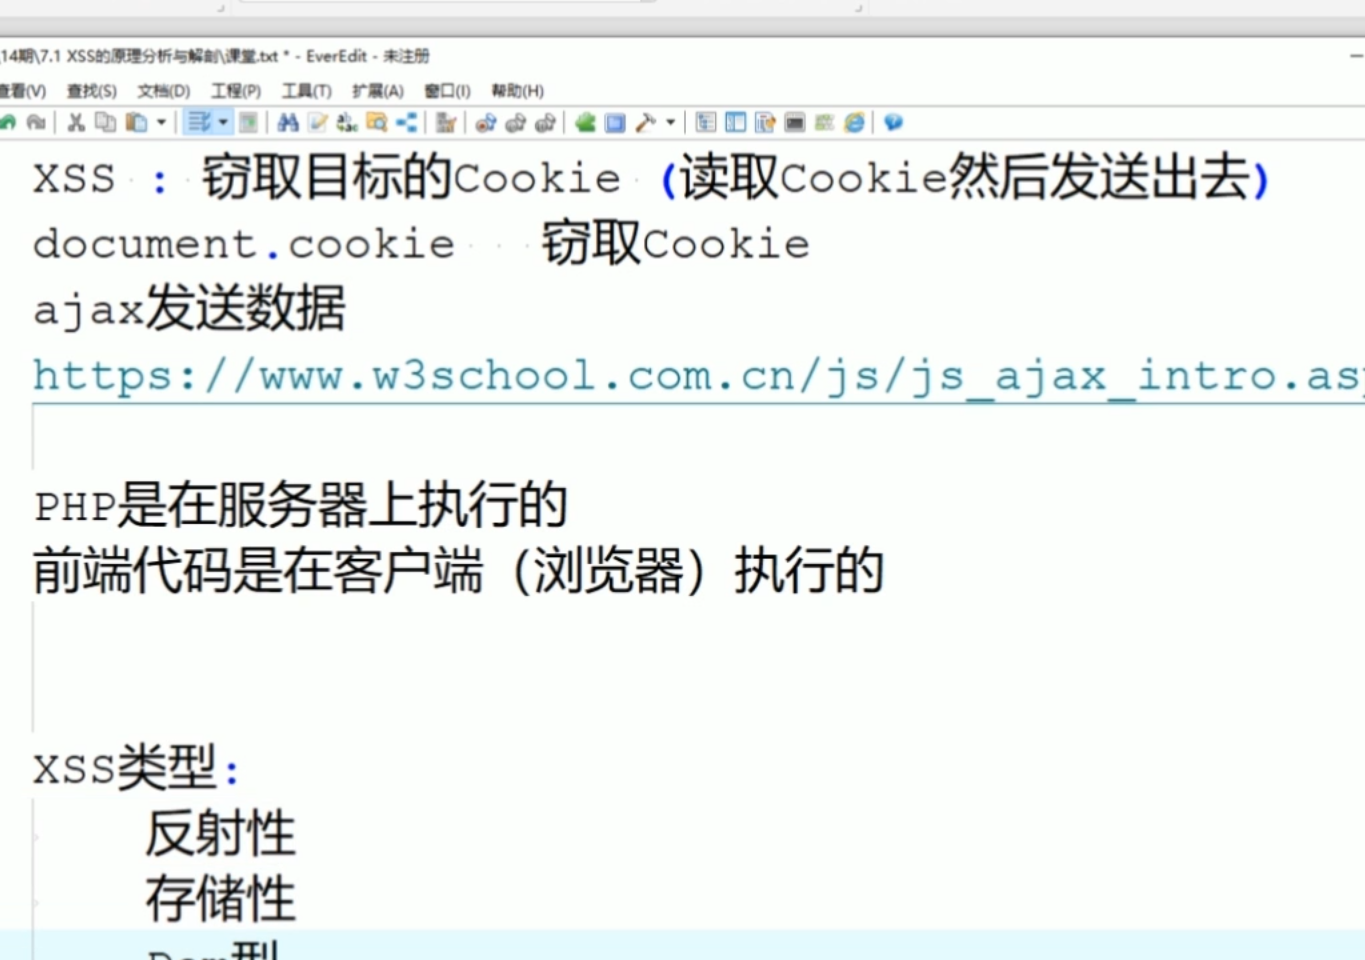 14期\7.1 XSS的原理分析与解剖\课堂.txt * - EverEdit - 未注册
查看(V) 查找(S) 文档(D) 工程(P) 工具(T) 扩展(A) 窗口(I) 帮助(H)
XSS : 窃取目标的Cookie (读取Cookie然后发送出去)
document.cookie 窃取Cookie
ajax发送数据
https://www.w3school.com.cn/js/js_ajax_intro.as
PHP是在服务器上执行的
前端代码是在客户端（浏览器）执行的
XSS类型:
反射性
存储性
Dom型